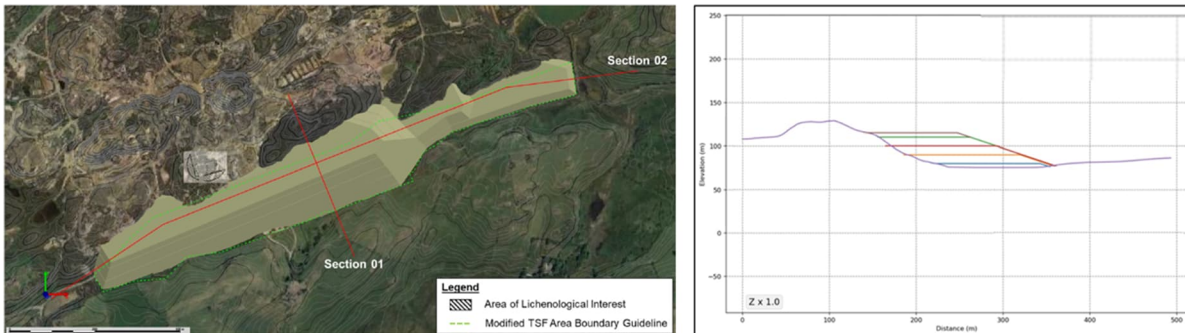 Section 02
Section 01
Legend
Area of Lichenological Interest
Modified TSF Area Boundary Guideline
250
200
150
100
50
0
−50
Elevation (m)
Z x 1.0
0
100
200
300
400
500
Distance (m)